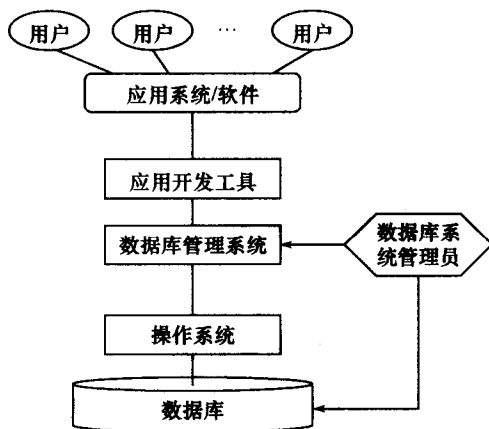 用户
用户
…
用户
应用系统/软件
应用开发工具
数据库管理系统
数据库系
统管理员
操作系统
数据库